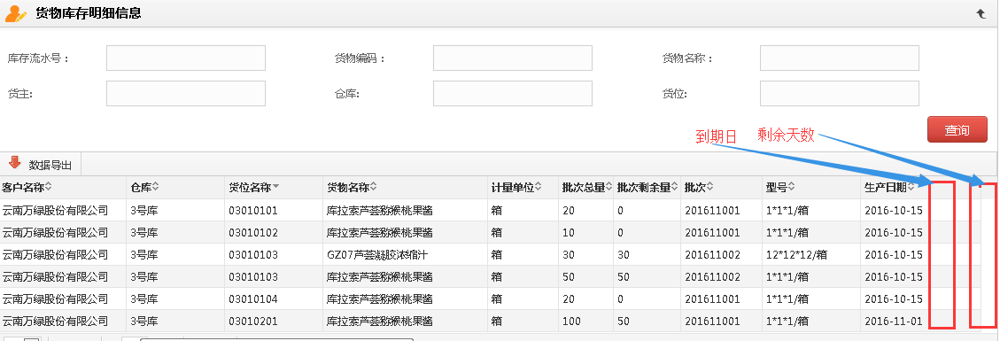 货物库存明细信息
库存流水号： 货物编码： 货物名称：
货主: 仓库: 货位:
查询
到期日 剩余天数
数据导出
客户名称 仓库 货位名称 货物名称 计量单位 批次总量 批次剩余量 批次 型号 生产日期
云南万绿股份有限公司 3号库 03010101 库拉索芦荟猕猴桃果酱 箱 20 0 201611001 1*1*1/箱 2016-10-15
云南万绿股份有限公司 3号库 03010102 库拉索芦荟猕猴桃果酱 箱 10 0 201611001 1*1*1/箱 2016-10-15
云南万绿股份有限公司 3号库 03010103 GZ07芦荟凝胶浓缩汁 箱 30 30 201611002 12*12*12/箱 2016-10-15
云南万绿股份有限公司 3号库 03010103 库拉索芦荟猕猴桃果酱 箱 50 50 201611002 1*1*1/箱 2016-10-15
云南万绿股份有限公司 3号库 03010104 库拉索芦荟猕猴桃果酱 箱 20 0 201611001 1*1*1/箱 2016-10-15
云南万绿股份有限公司 3号库 03010201 库拉索芦荟猕猴桃果酱 箱 100 50 201611001 1*1*1/箱 2016-11-01